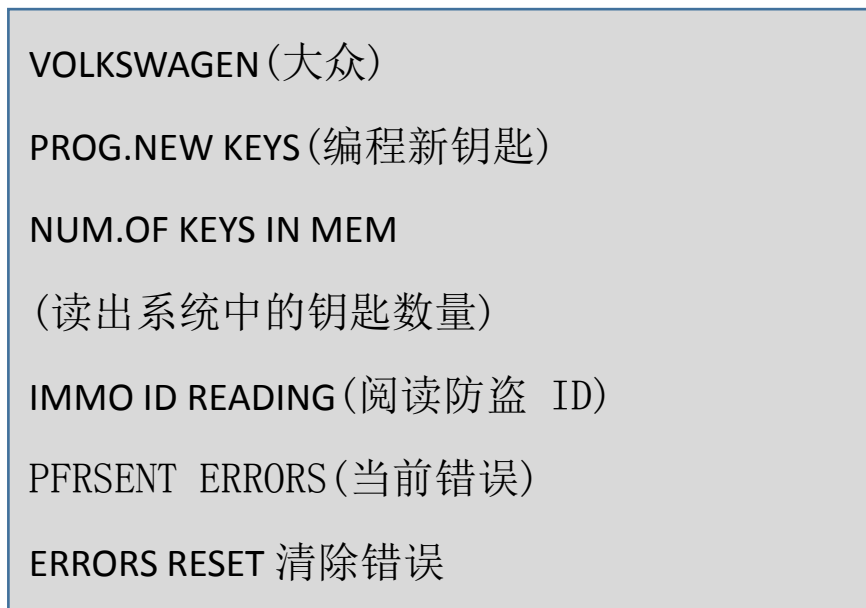 VOLKSWAGEN(大众)
PROG.NEW KEYS(编程新钥匙)
NUM.OF KEYS IN MEM
(读出系统中的钥匙数量)
IMMO ID READING(阅读防盗 ID)
PFRSENT ERRORS(当前错误)
ERRORS RESET 清除错误